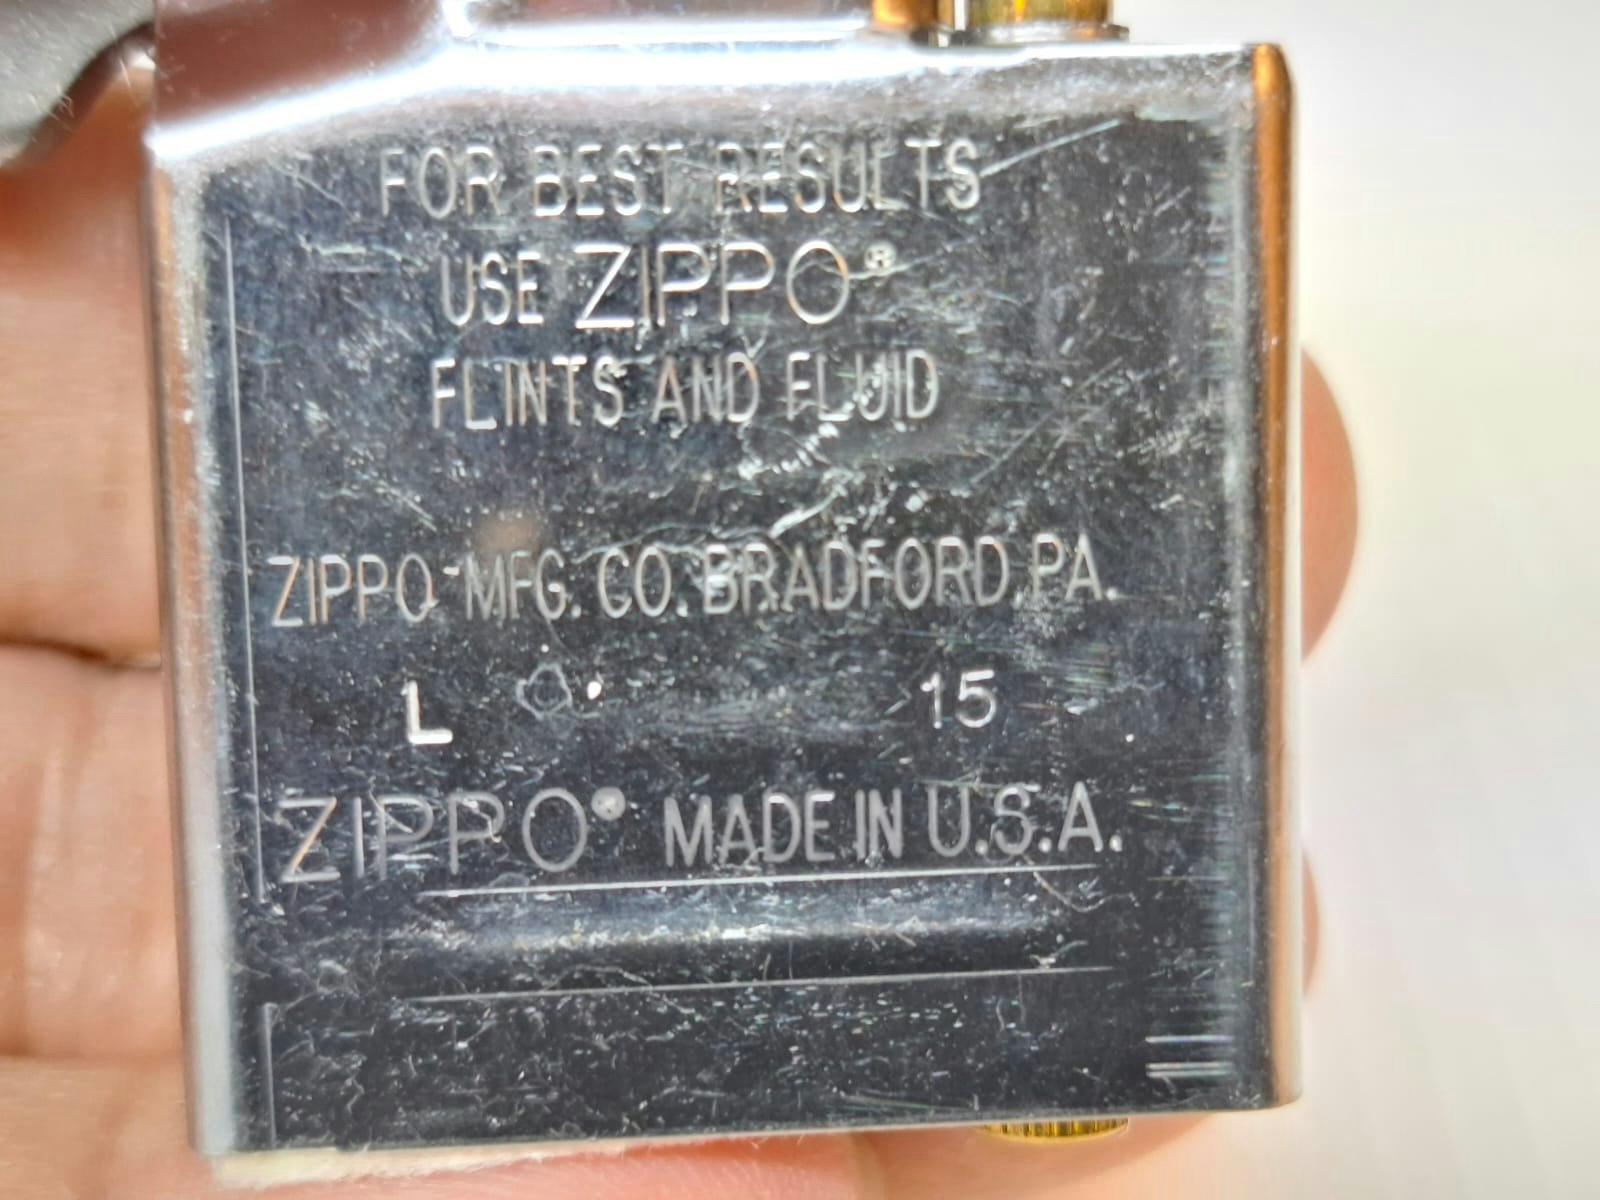 FOR BEST RESULTS
USE ZIPPO®
FLINTS AND FLUID
ZIPPO MFG. CO. BRADFORD, PA.
L 15
ZIPPO® MADE IN U.S.A.